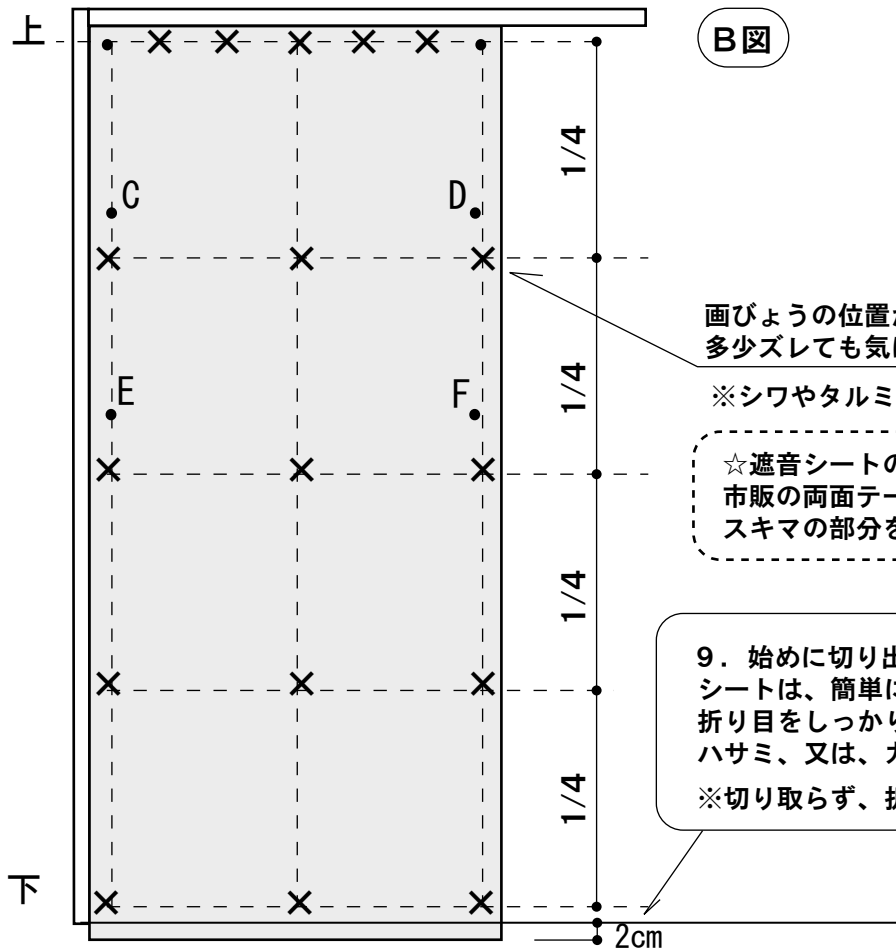 上
B図
1/4
C
D
画びょうの位置が
多少ズレても気に
※シワやタルミ
1/4
E
F
☆遮音シートの
市販の両面テー
スキマの部分を
1/4
9. 始めに切り出
シートは、簡単に
折り目をしっかり
ハサミ、又は、カ
※切り取らず、折
1/4
下
2cm